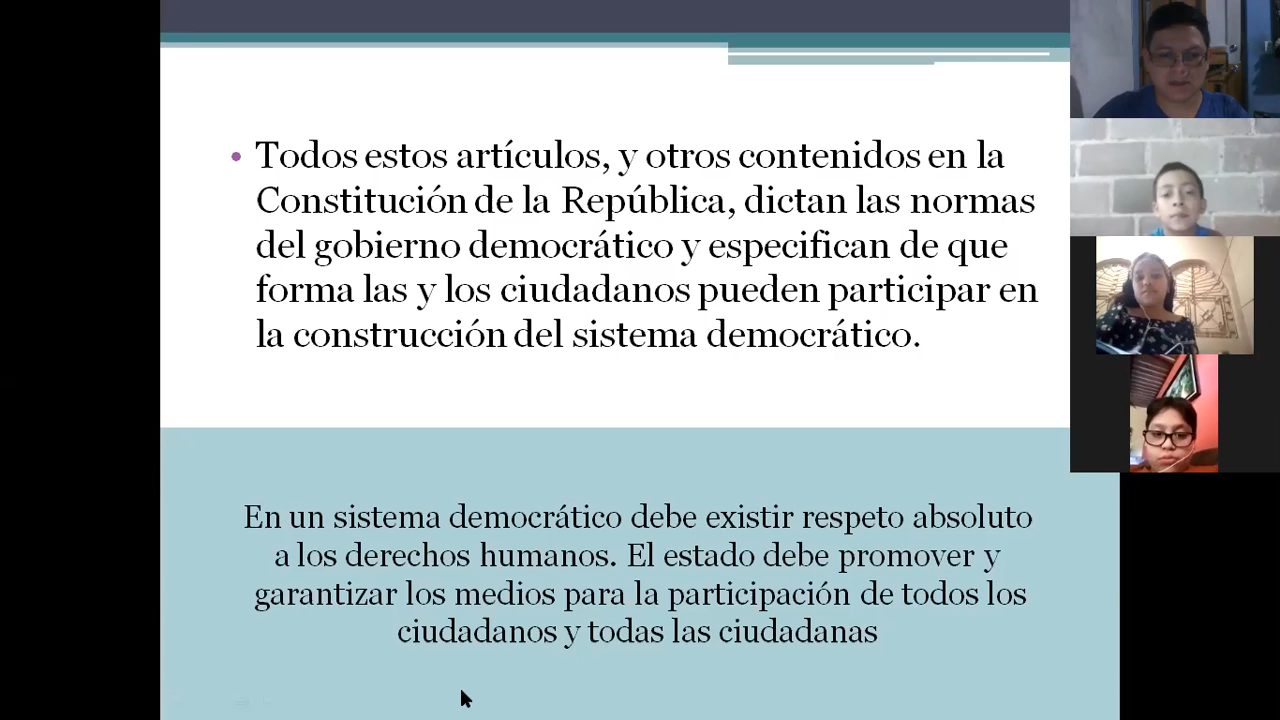 Todos estos artículos, y otros contenidos en la
Constitución de la República, dictan las normas
del gobierno democrático y especifican de que
forma las y los ciudadanos pueden participar en
la construcción del sistema democrático.
En un sistema democrático debe existir respeto absoluto
a los derechos humanos. El estado debe promover y
garantizar los medios para la participación de todos los
ciudadanos y todas las ciudadanas